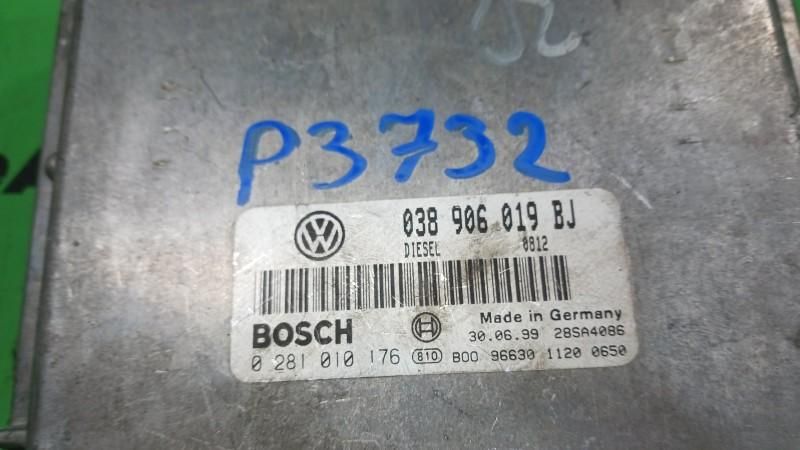 P3732
038 906 019 BJ
DIESEL 0812
BOSCH
Made in Germany
30.06.99 28SA4086
0 281 010 176 810 B00 96630 1120 0650